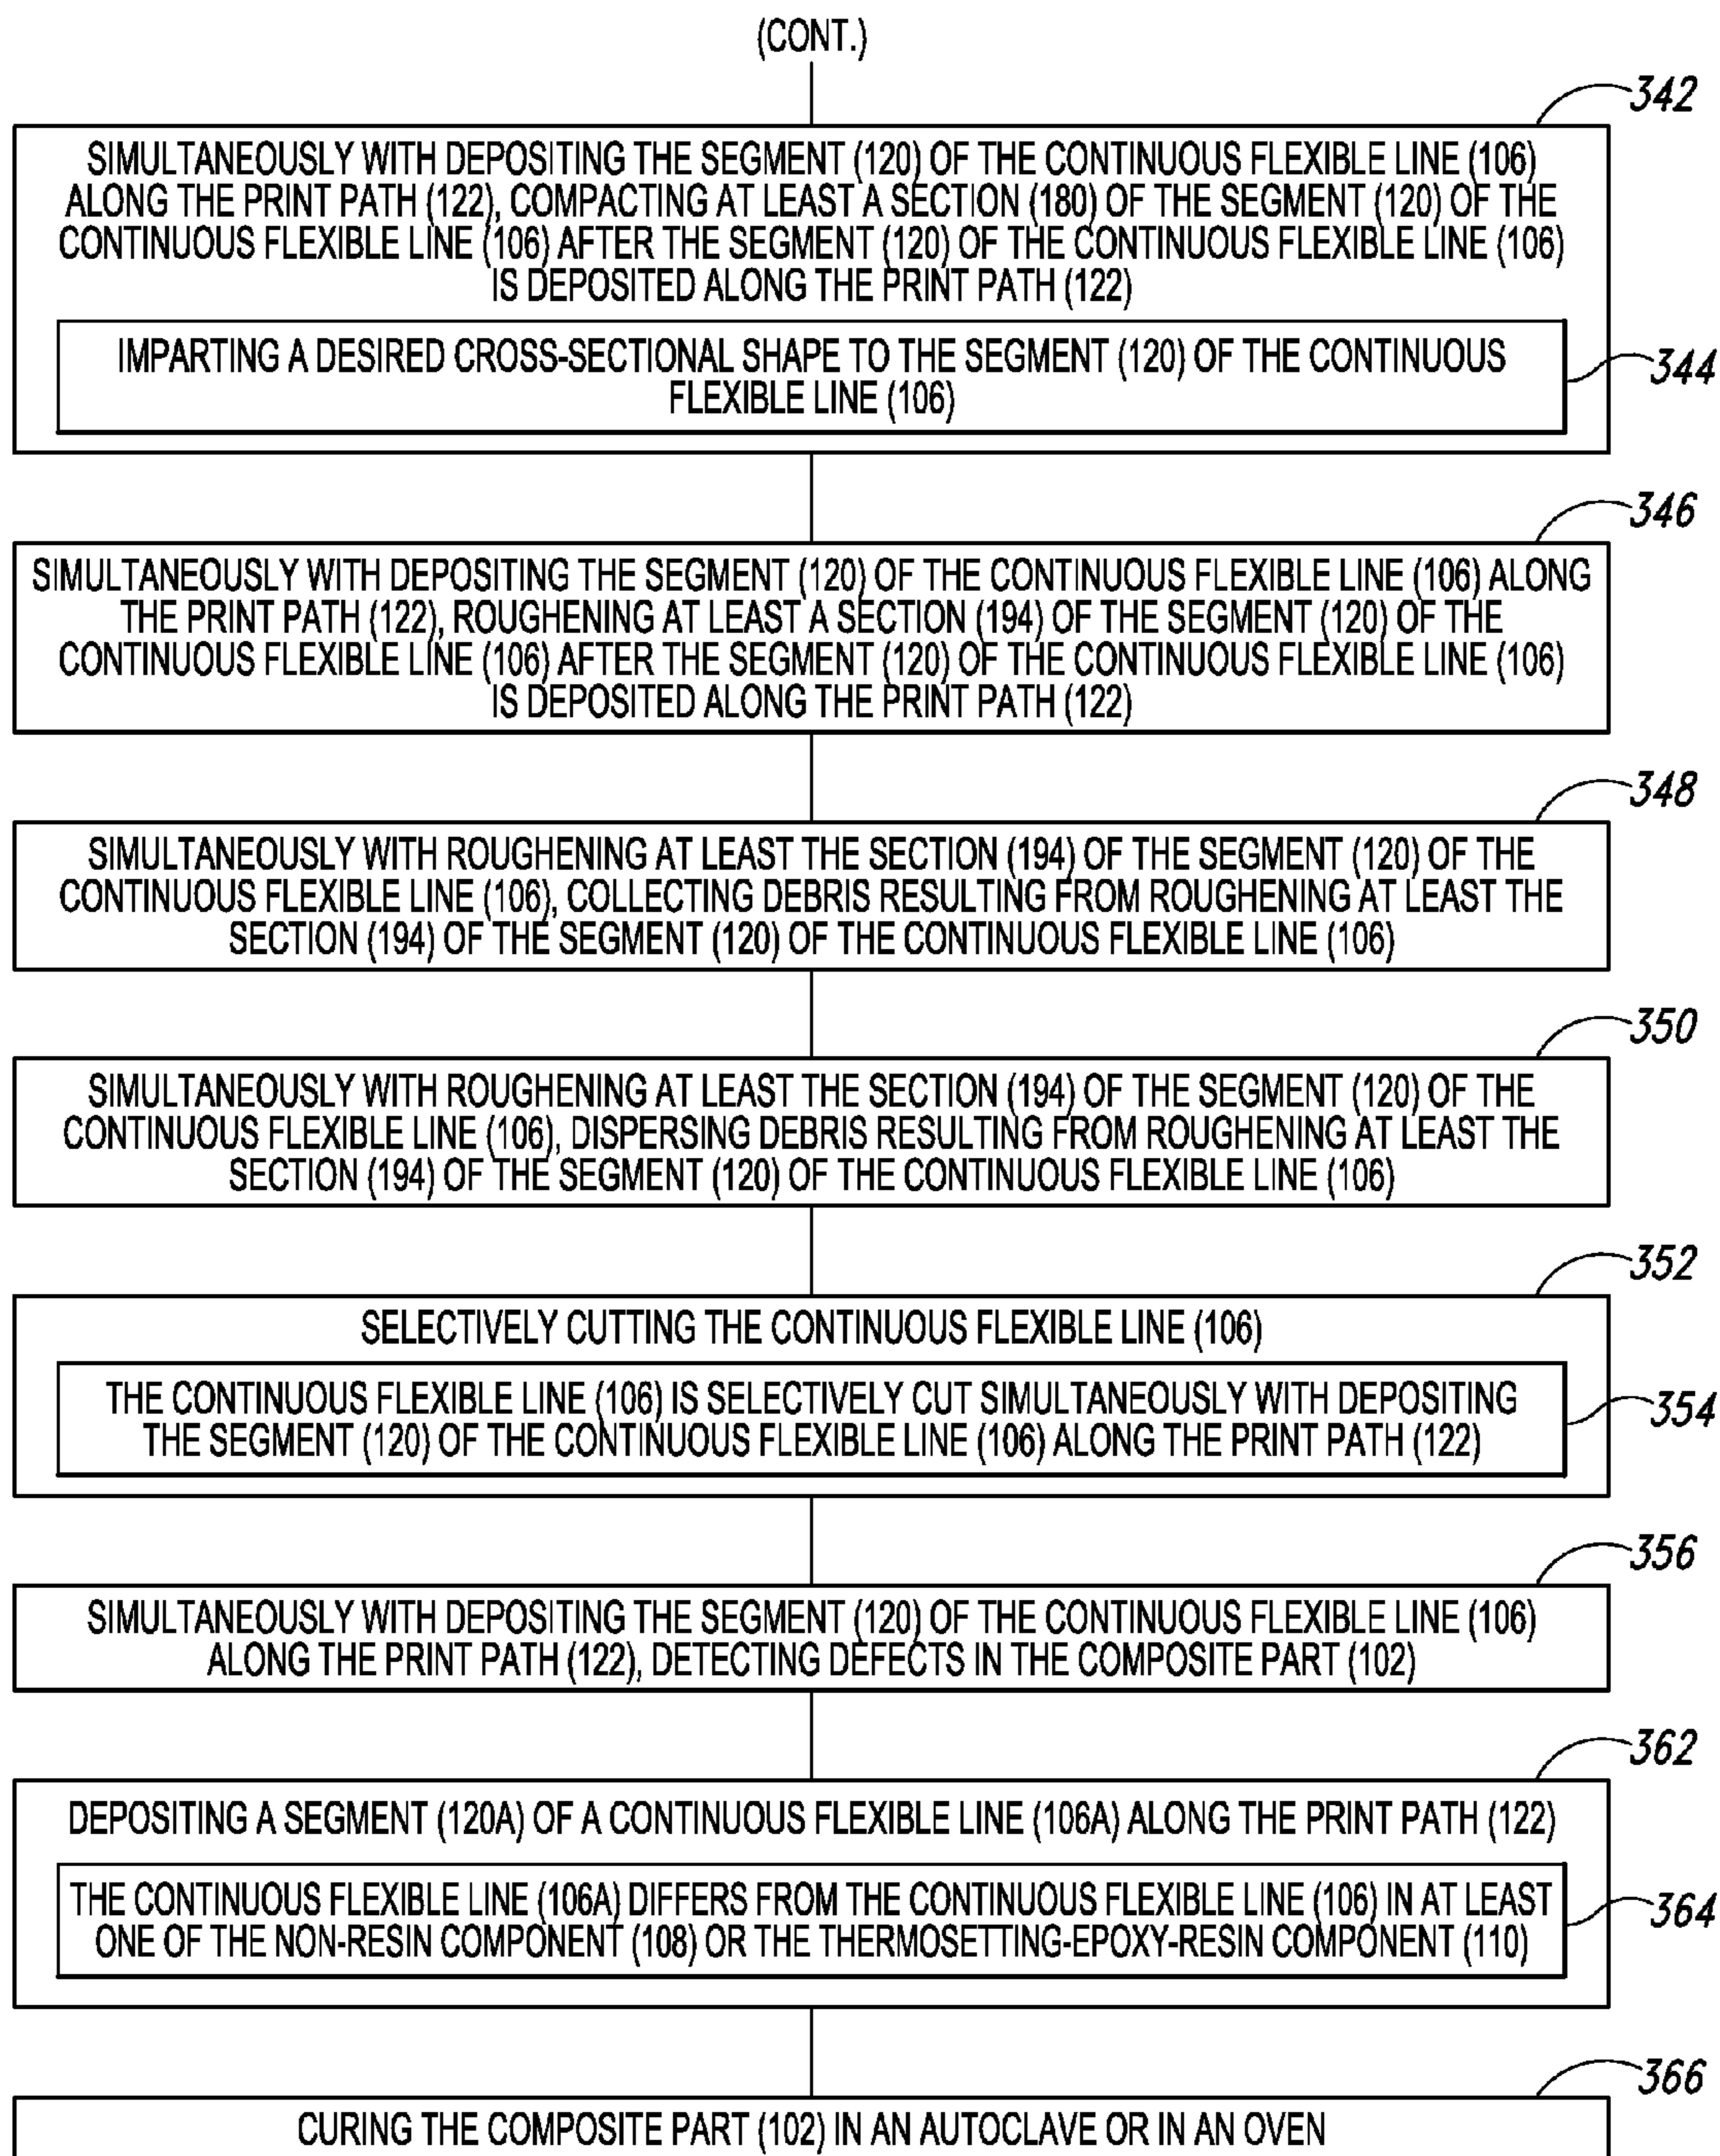 (CONT.)
342
SIMULTANEOUSLY WITH DEPOSITING THE SEGMENT (120) OF THE CONTINUOUS FLEXIBLE LINE (106)
ALONG THE PRINT PATH (122), COMPACTING AT LEAST A SECTION (180) OF THE SEGMENT (120) OF THE
CONTINUOUS FLEXIBLE LINE (106) AFTER THE SEGMENT (120) OF THE CONTINUOUS FLEXIBLE LINE (106)
IS DEPOSITED ALONG THE PRINT PATH (122)
IMPARTING A DESIRED CROSS-SECTIONAL SHAPE TO THE SEGMENT (120) OF THE CONTINUOUS
FLEXIBLE LINE (106)
344
346
SIMULTANEOUSLY WITH DEPOSITING THE SEGMENT (120) OF THE CONTINUOUS FLEXIBLE LINE (106) ALONG
THE PRINT PATH (122), ROUGHENING AT LEAST A SECTION (194) OF THE SEGMENT (120) OF THE
CONTINUOUS FLEXIBLE LINE (106) AFTER THE SEGMENT (120) OF THE CONTINUOUS FLEXIBLE LINE (106)
IS DEPOSITED ALONG THE PRINT PATH (122)
348
SIMULTANEOUSLY WITH ROUGHENING AT LEAST THE SECTION (194) OF THE SEGMENT (120) OF THE
CONTINUOUS FLEXIBLE LINE (106), COLLECTING DEBRIS RESULTING FROM ROUGHENING AT LEAST THE
SECTION (194) OF THE SEGMENT (120) OF THE CONTINUOUS FLEXIBLE LINE (106)
350
SIMULTANEOUSLY WITH ROUGHENING AT LEAST THE SECTION (194) OF THE SEGMENT (120) OF THE
CONTINUOUS FLEXIBLE LINE (106), DISPERSING DEBRIS RESULTING FROM ROUGHENING AT LEAST THE
SECTION (194) OF THE SEGMENT (120) OF THE CONTINUOUS FLEXIBLE LINE (106)
352
SELECTIVELY CUTTING THE CONTINUOUS FLEXIBLE LINE (106)
THE CONTINUOUS FLEXIBLE LINE (106) IS SELECTIVELY CUT SIMULTANEOUSLY WITH DEPOSITING
THE SEGMENT (120) OF THE CONTINUOUS FLEXIBLE LINE (106) ALONG THE PRINT PATH (122)
354
356
SIMULTANEOUSLY WITH DEPOSITING THE SEGMENT (120) OF THE CONTINUOUS FLEXIBLE LINE (106)
ALONG THE PRINT PATH (122), DETECTING DEFECTS IN THE COMPOSITE PART (102)
362
DEPOSITING A SEGMENT (120A) OF A CONTINUOUS FLEXIBLE LINE (106A) ALONG THE PRINT PATH (122)
THE CONTINUOUS FLEXIBLE LINE (106A) DIFFERS FROM THE CONTINUOUS FLEXIBLE LINE (106) IN AT LEAST
ONE OF THE NON-RESIN COMPONENT (108) OR THE THERMOSETTING-EPOXY-RESIN COMPONENT (110)
364
366
CURING THE COMPOSITE PART (102) IN AN AUTOCLAVE OR IN AN OVEN